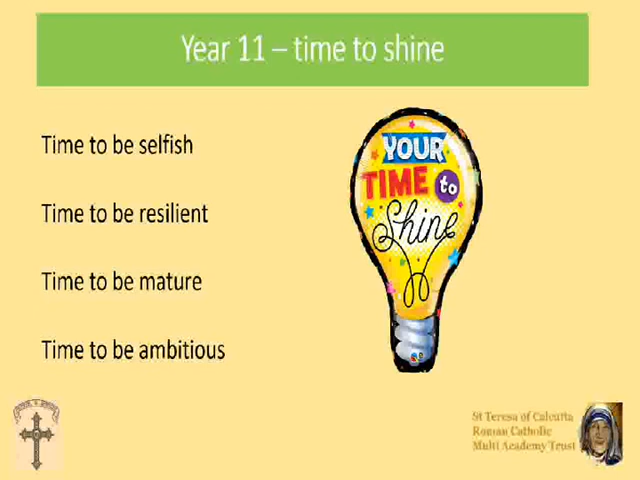 Year 11 – time to shine
Time to be selfish
Time to be resilient
Time to be mature
Time to be ambitious
YOUR
TIME to
Shine
St Teresa of Calcutta
Roman Catholic
Multi Academy Trust